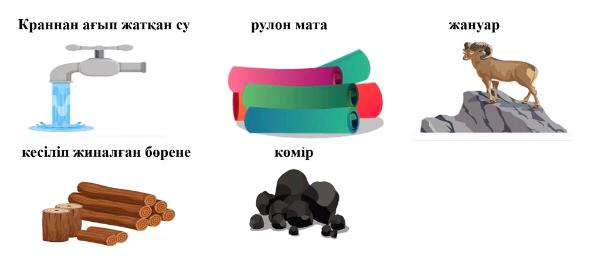 Краннан ағып жатқан су
рулон мата
жануар
кесіліп жиналған бөрене
көмір